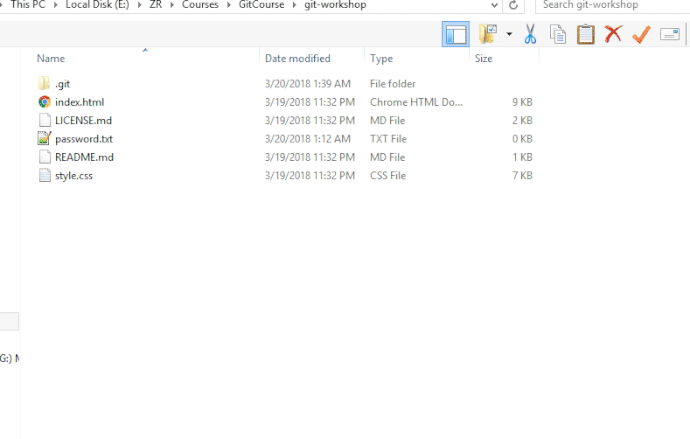 This PC Local Disk (E:) ZR Courses GitCourse git-workshop Search git-workshop
Name Date modified Type Size
.git 3/20/2018 1:39 AM File folder
index.html 3/19/2018 11:32 PM Chrome HTML Do... 9 KB
LICENSE.md 3/19/2018 11:32 PM MD File 2 KB
password.txt 3/20/2018 1:12 AM TXT File 0 KB
README.md 3/19/2018 11:32 PM MD File 1 KB
style.css 3/19/2018 11:32 PM CSS File 7 KB
G:)